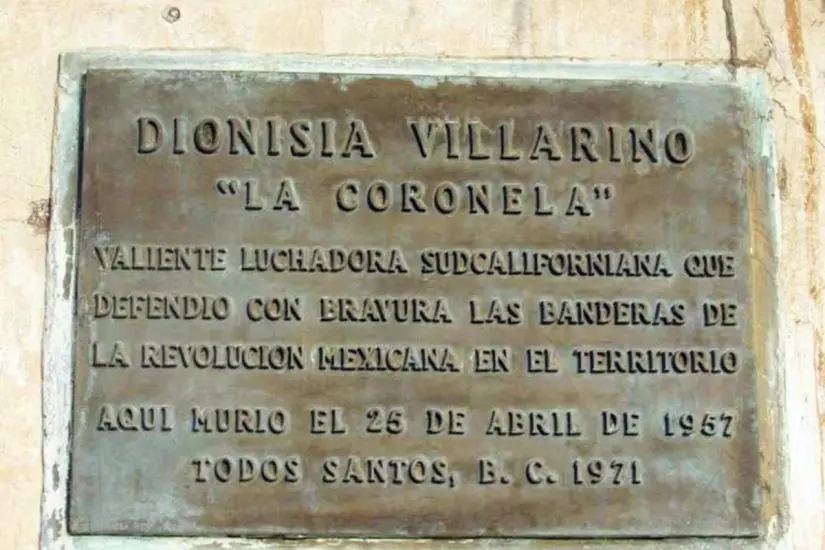 DIONISIA VILLARINO
"LA CORONELA"
VALIENTE LUCHADORA SUDCALIFORNIANA QUE
DEFENDIO CON BRAVURA LAS BANDERAS DE
LA REVOLUCION MEXICANA EN EL TERRITORIO
AQUI MURIO EL 25 DE ABRIL DE 1957
TODOS SANTOS, B. C. 1971